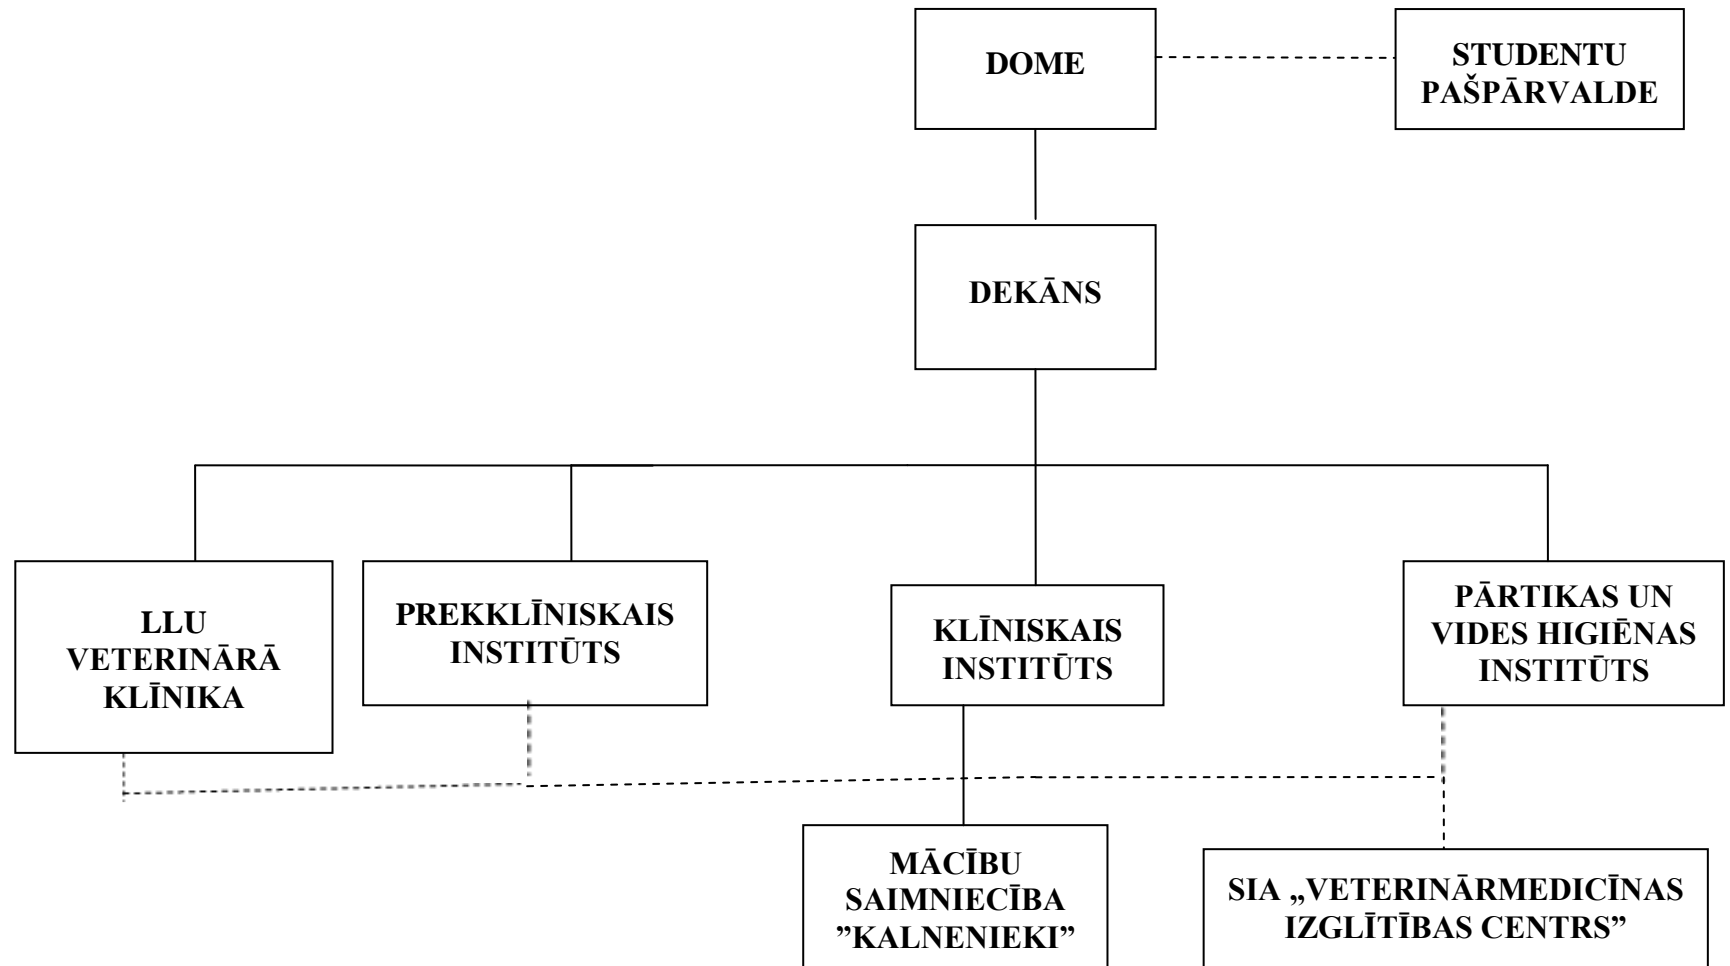 DOME
STUDENTU
PAŠPĀRVALDE
DEKĀNS
LLU
VETERINĀRĀ
KLĪNIKA
PREKKLĪNISKAIS
INSTITŪTS
KLĪNISKAIS
INSTITŪTS
PĀRTIKAS UN
VIDES HIGIĒNAS
INSTITŪTS
MĀCĪBU
SAIMNIECĪBA
”KALNENIEKI”
SIA „VETERINĀRMEDICĪNAS
IZGLĪTĪBAS CENTRS”